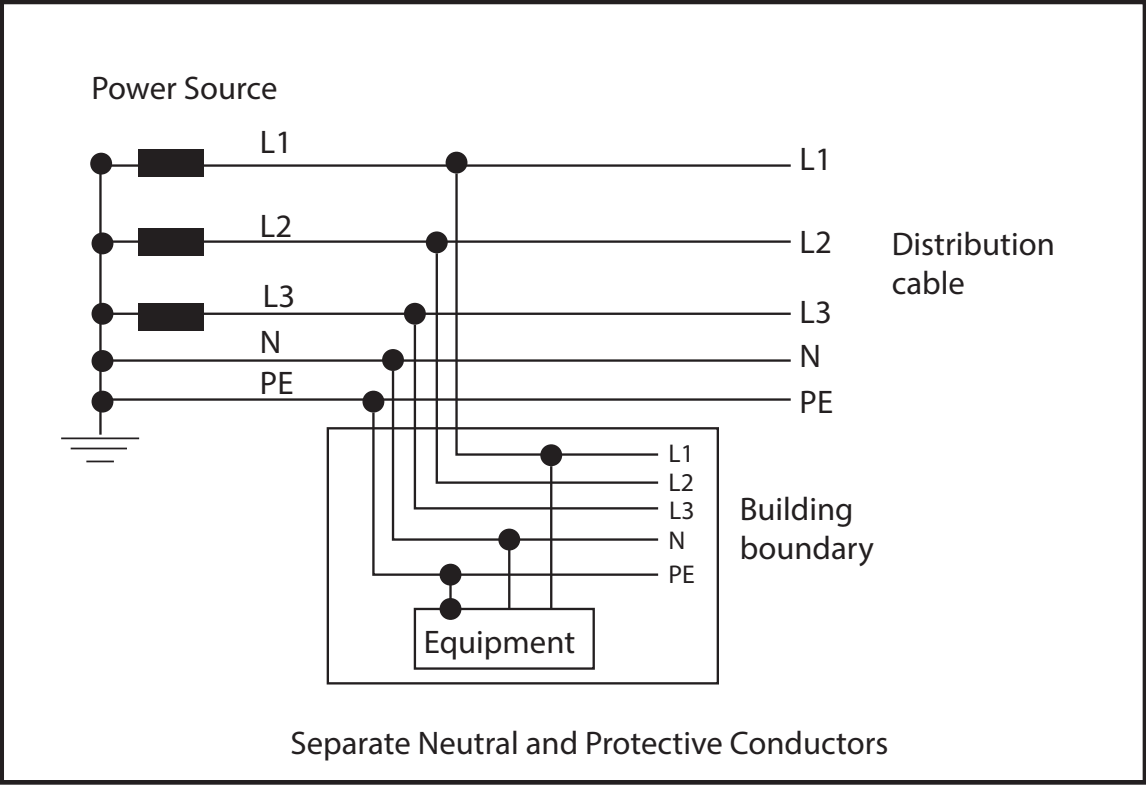 Power Source
L1
L1
L2
L2
Distribution
cable
L3
L3
N
N
PE
PE
L1
L2
L3
N
PE
Building
boundary
Equipment
Separate Neutral and Protective Conductors